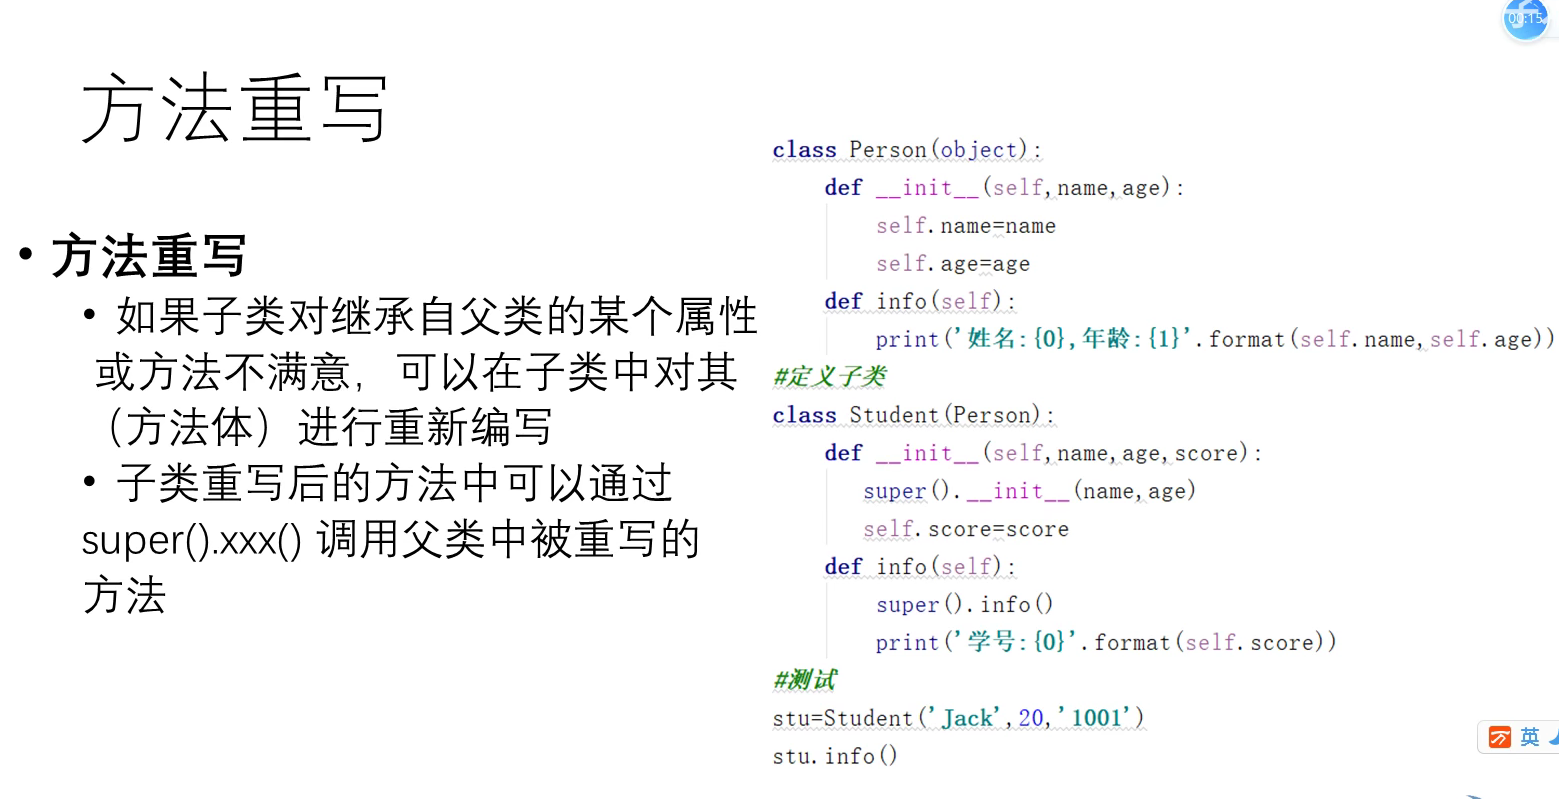 方法重写
• 方法重写
• 如果子类对继承自父类的某个属性
或方法不满意，可以在子类中对其
（方法体）进行重新编写
• 子类重写后的方法中可以通过
super().xxx() 调用父类中被重写的
方法
class Person(object):
    def __init__(self,name,age):
        self.name=name
        self.age=age
    def info(self):
        print('姓名:{0},年龄:{1}'.format(self.name,self.age))
#定义子类
class Student(Person):
    def __init__(self,name,age,score):
       super().__init__(name,age)
       self.score=score
    def info(self):
        super().info()
        print('学号:{0}'.format(self.score))
#测试
stu=Student('Jack',20,'1001')
stu.info()
00:15
英